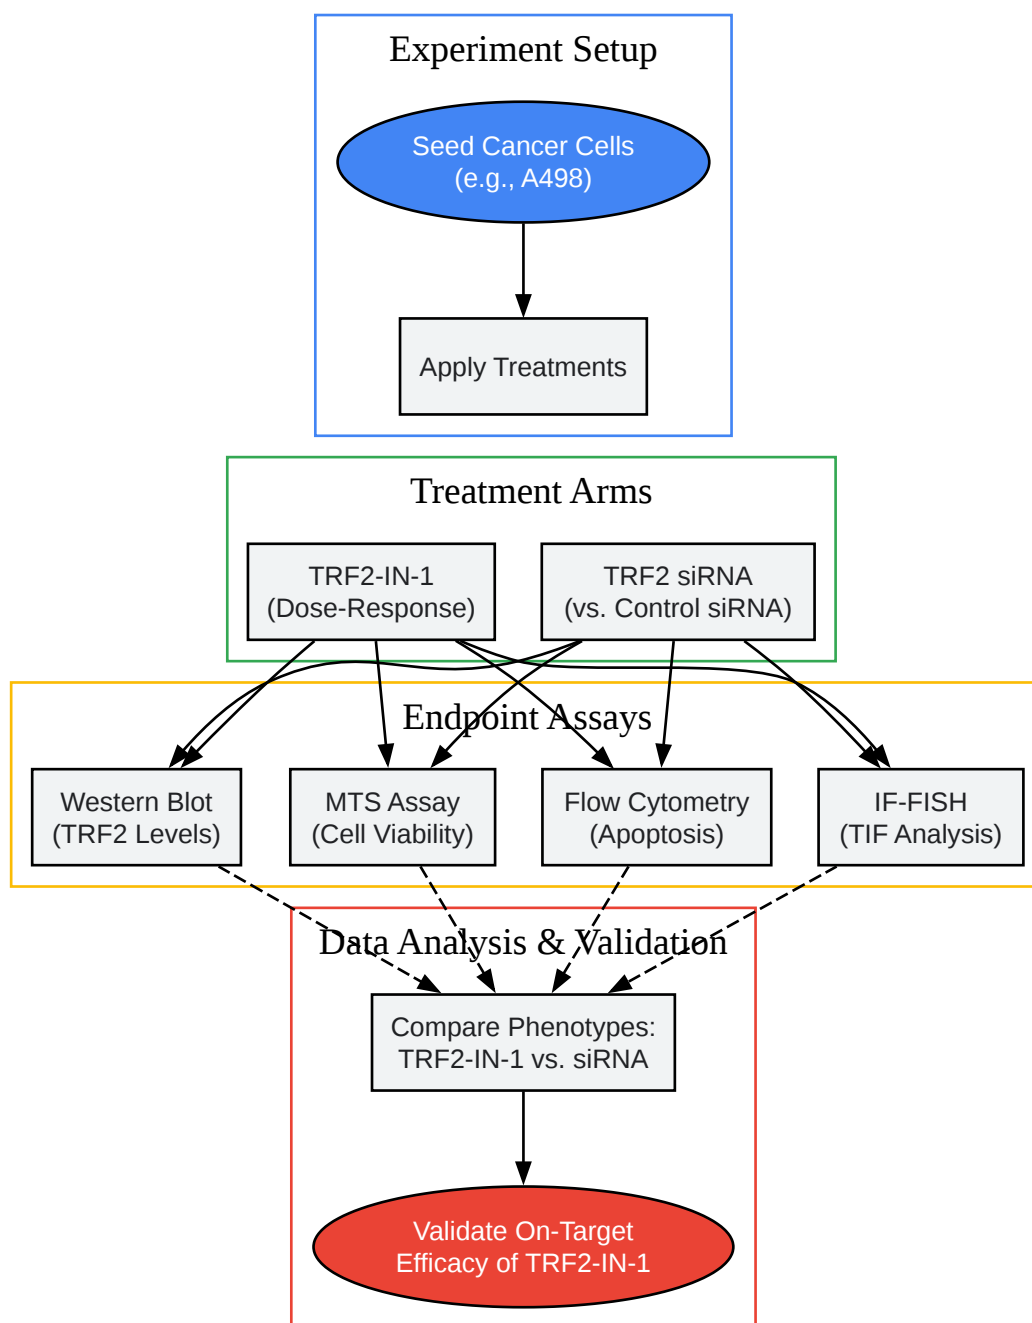 Experiment Setup
Seed Cancer Cells
(e.g., A498)
Apply Treatments
Treatment Arms
TRF2-IN-1
(Dose-Response)
TRF2 siRNA
(vs. Control siRNA)
Endpoint Assays
Western Blot
(TRF2 Levels)
MTS Assay
(Cell Viability)
Flow Cytometry
(Apoptosis)
IF-FISH
(TIF Analysis)
Data Analysis & Validation
Compare Phenotypes:
TRF2-IN-1 vs. siRNA
Validate On-Target
Efficacy of TRF2-IN-1